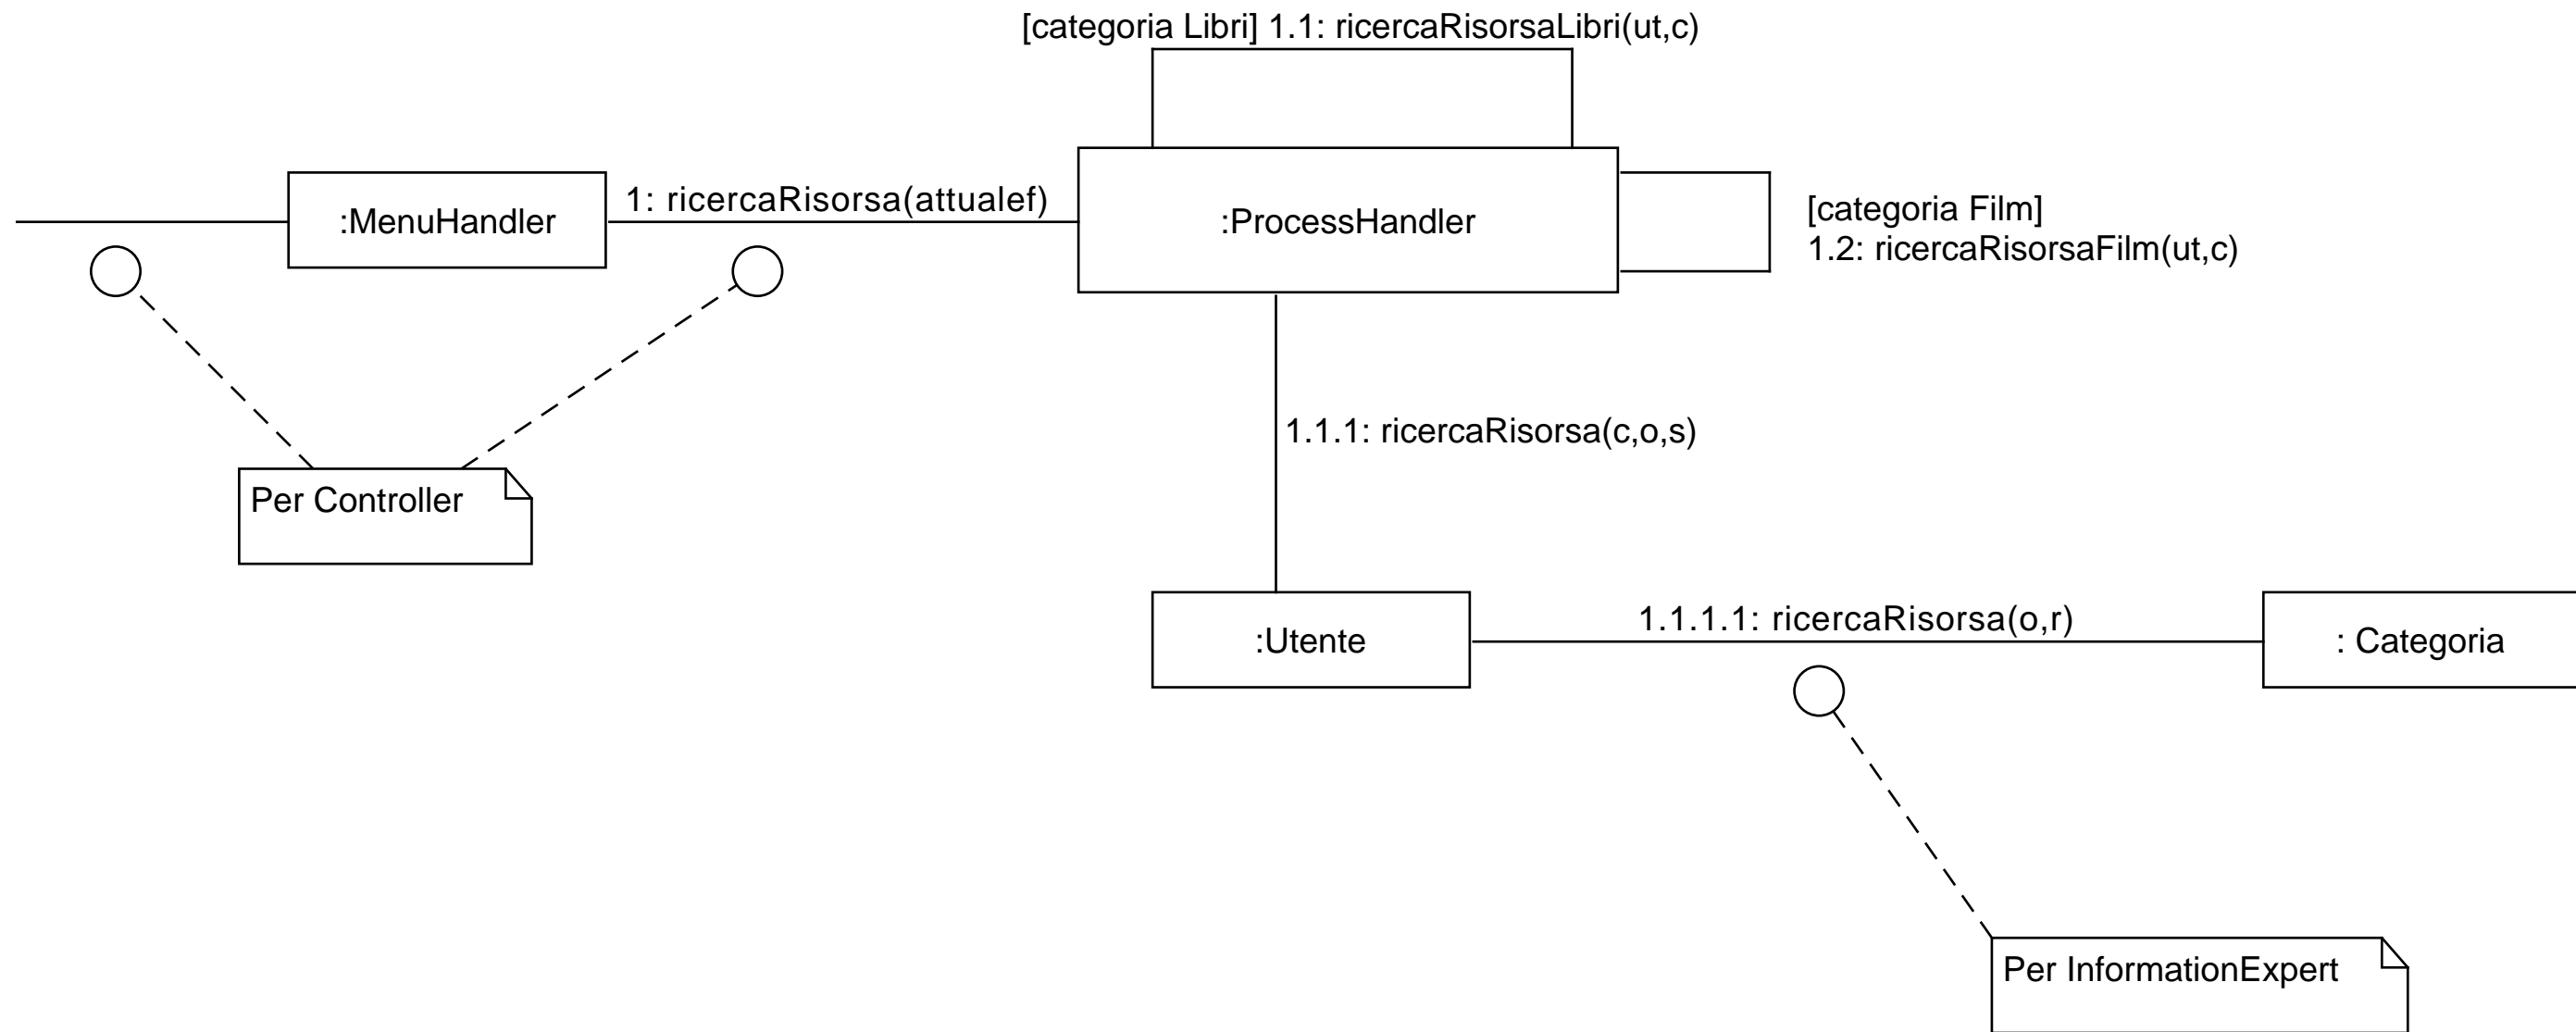 [categoria Libri] 1.1: ricercaRisorsaLibri(ut,c)
:MenuHandler
1: ricercaRisorsa(attualef)
:ProcessHandler
[categoria Film]
1.2: ricercaRisorsaFilm(ut,c)
1.1.1: ricercaRisorsa(c,o,s)
Per Controller
:Utente
1.1.1.1: ricercaRisorsa(o,r)
: Categoria
Per InformationExpert